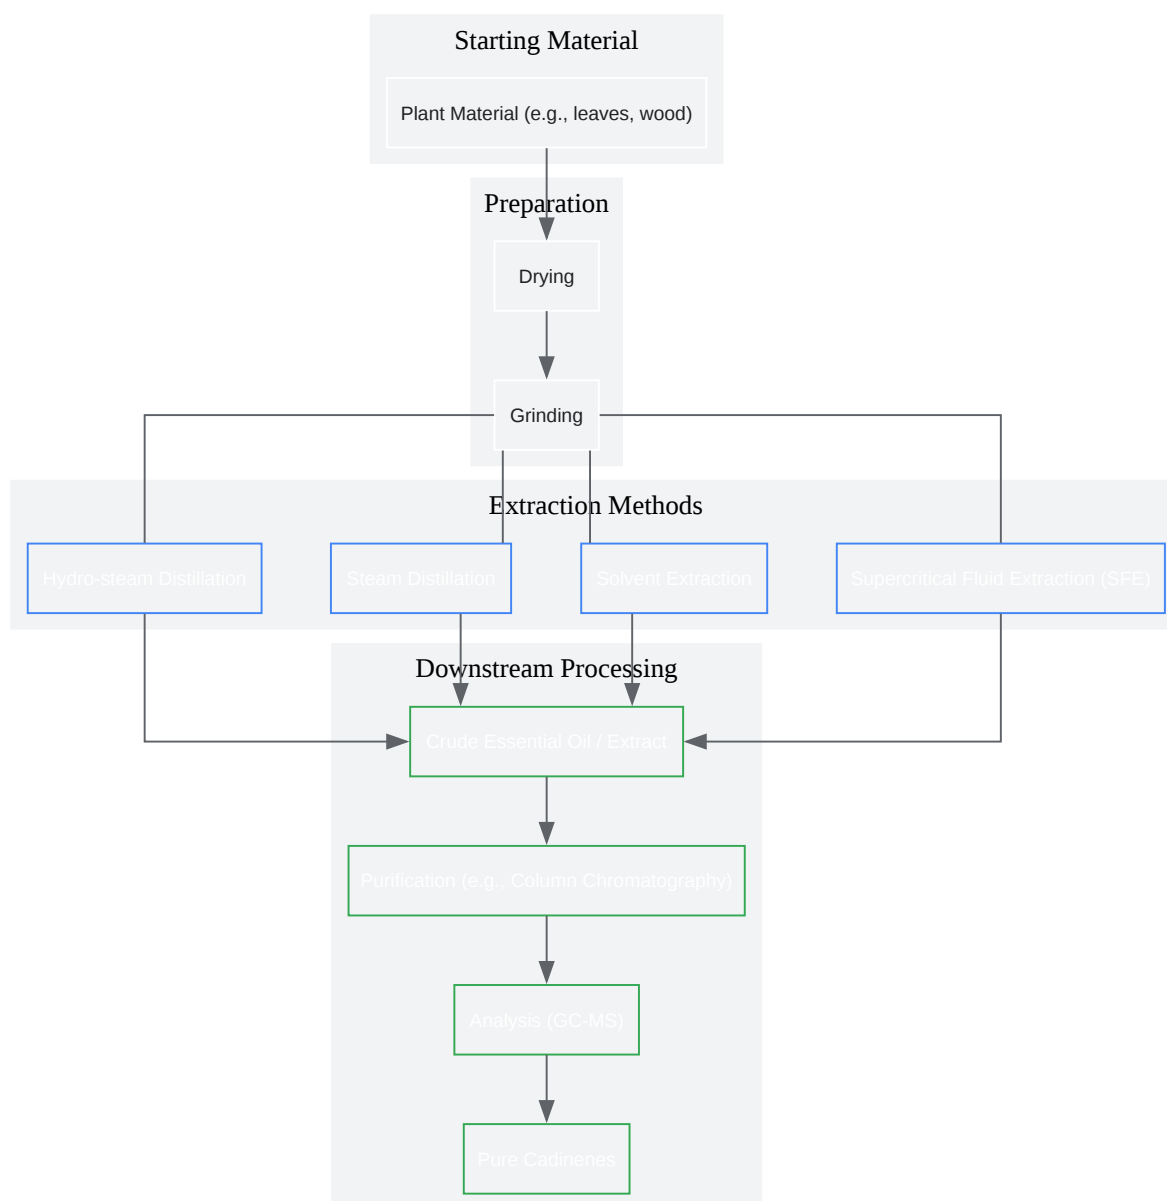 Starting Material
Plant Material (e.g., leaves, wood)
Preparation
Drying
Grinding
Extraction Methods
Hydro-steam Distillation
Steam Distillation
Solvent Extraction
Supercritical Fluid Extraction (SFE)
Downstream Processing
Crude Essential Oil / Extract
Purification (e.g., Column Chromatography)
Analysis (GC-MS)
Pure Cadinenes